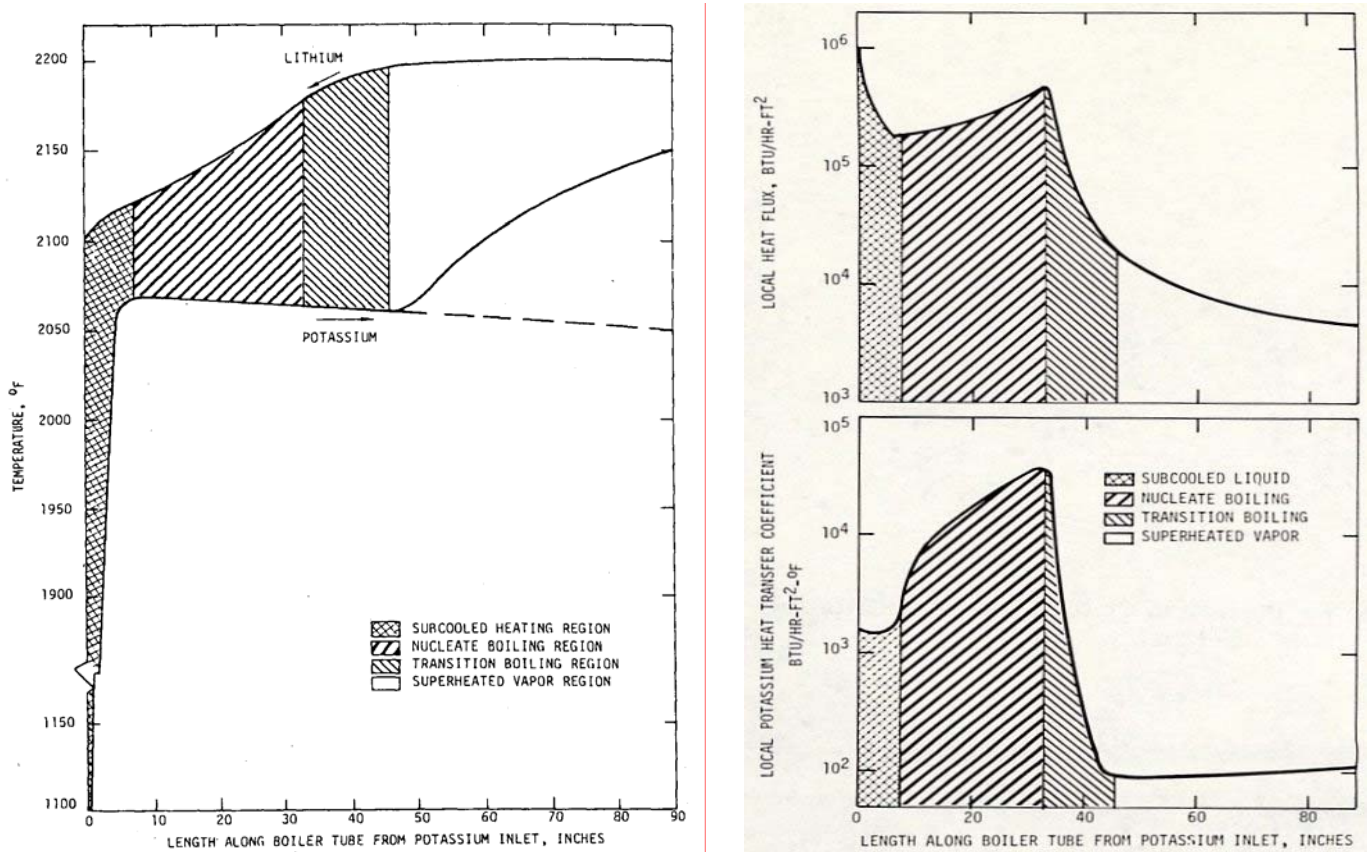 2200
2150
2100
2050
2000
1950
1900
1150
1100
TEMPERATURE, °F
LITHIUM
POTASSIUM
SUBCOOLED HEATING REGION
NUCLEATE BOILING REGION
TRANSITION BOILING REGION
SUPERHEATED VAPOR REGION
0 10 20 30 40 50 60 70 80 90
LENGTH ALONG BOILER TUBE FROM POTASSIUM INLET, INCHES
10⁶
10⁵
10⁴
10³
LOCAL HEAT FLUX, BTU/HR-FT²
10⁵
10⁴
10³
10²
LOCAL POTASSIUM HEAT TRANSFER COEFFICIENT
BTU/HR-FT²-°F
SUBCOOLED LIQUID
NUCLEATE BOILING
TRANSITION BOILING
SUPERHEATED VAPOR
0 20 40 60 80
LENGTH ALONG BOILER TUBE FROM POTASSIUM INLET, INCHES